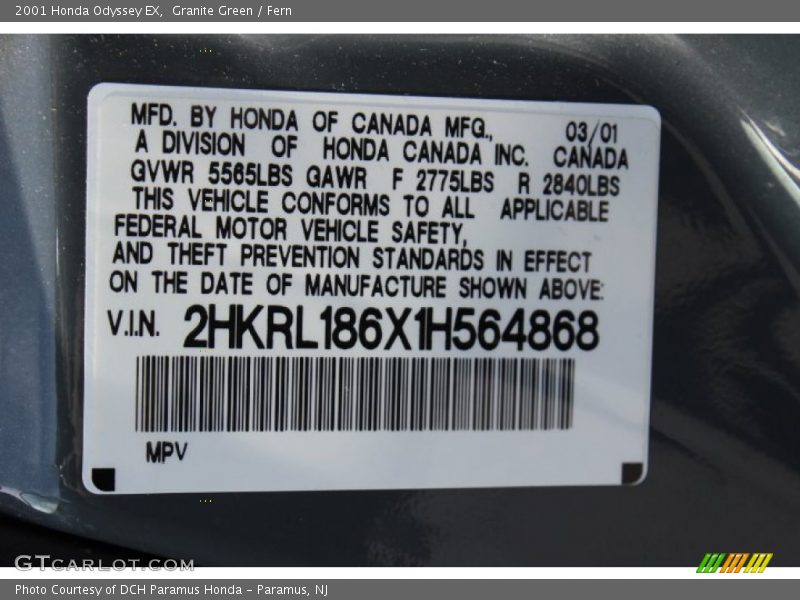 2001 Honda Odyssey EX, Granite Green / Fern
MFD. BY HONDA OF CANADA MFG., 03/01
A DIVISION OF HONDA CANADA INC. CANADA
GVWR 5565LBS GAWR F 2775LBS R 2840LBS
THIS VEHICLE CONFORMS TO ALL APPLICABLE
FEDERAL MOTOR VEHICLE SAFETY,
AND THEFT PREVENTION STANDARDS IN EFFECT
ON THE DATE OF MANUFACTURE SHOWN ABOVE:
V.I.N. 2HKRL186X1H564868
MPV
GTCARLOT.COM
Photo Courtesy of DCH Paramus Honda - Paramus, NJ